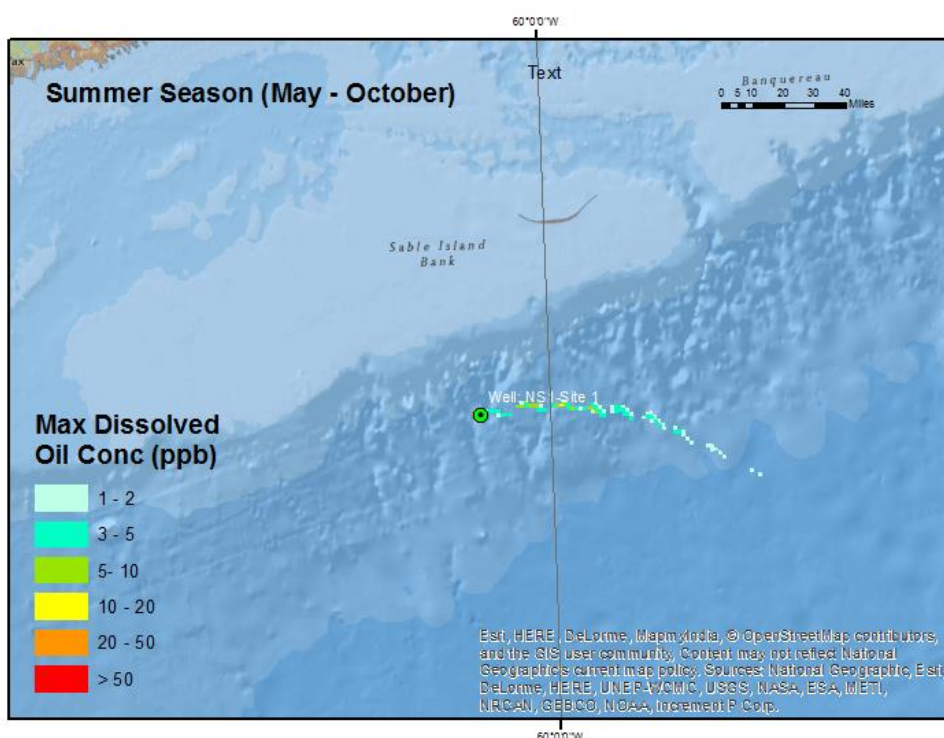 60°0'0"W
ax
Text
Banquereau
Summer Season (May - October)
0 5 10 20 30 40
Miles
Sable Island
Bank
Well: NS1-Site 1
Max Dissolved
Oil Conc (ppb)
1 - 2
3 - 5
5- 10
10 - 20
20 - 50
> 50
Esri, HERE, DeLorme, MapmyIndia, © OpenStreetMap contributors,
and the GIS user community, Content may not reflect National
Geographic's current map policy. Sources: National Geographic, Esri,
DeLorme, HERE, UNEP-WCMC, USGS, NASA, ESA, METI,
NRCAN, GEBCO, NOAA, Increment P Corp.
60°0'0"W